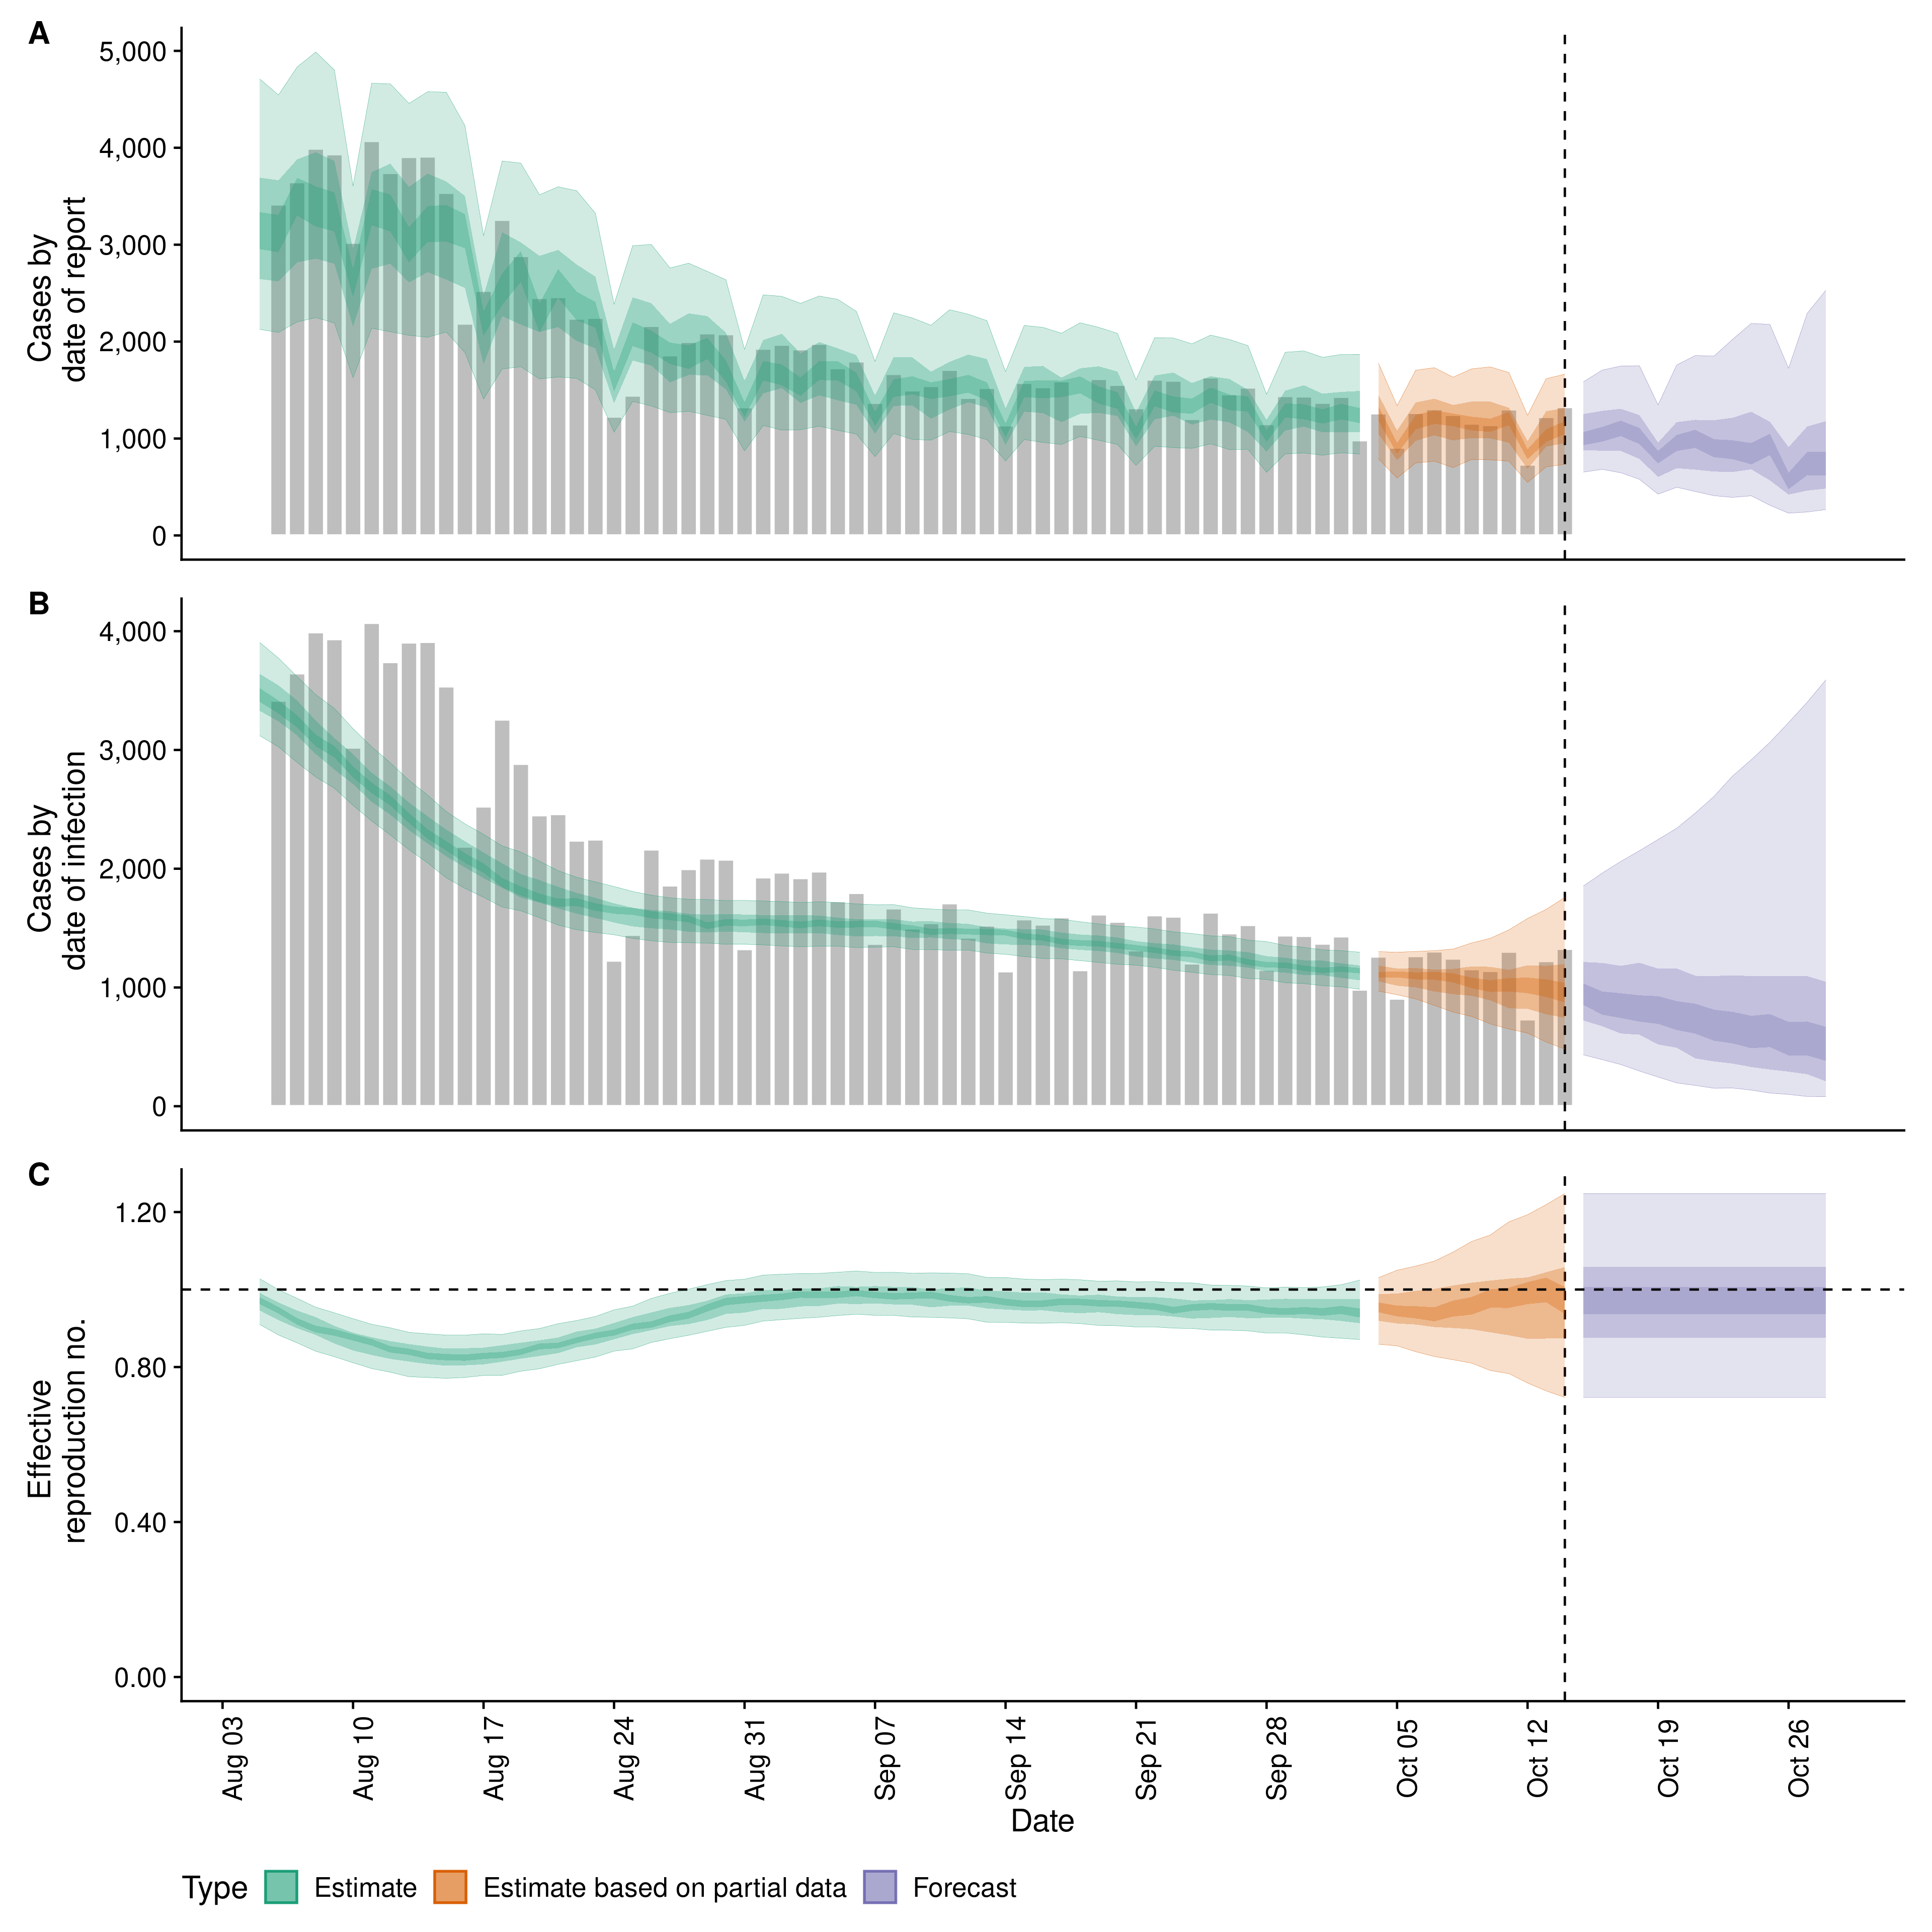 A
5,000
4,000
3,000
2,000
1,000
0
Cases by
date of report
B
4,000
3,000
2,000
1,000
0
Cases by
date of infection
C
1.20
0.80
0.40
0.00
Effective
reproduction no.
Aug 03
Aug 10
Aug 17
Aug 24
Aug 31
Sep 07
Sep 14
Sep 21
Sep 28
Oct 05
Oct 12
Oct 19
Oct 26
Date
Type
Estimate
Estimate based on partial data
Forecast